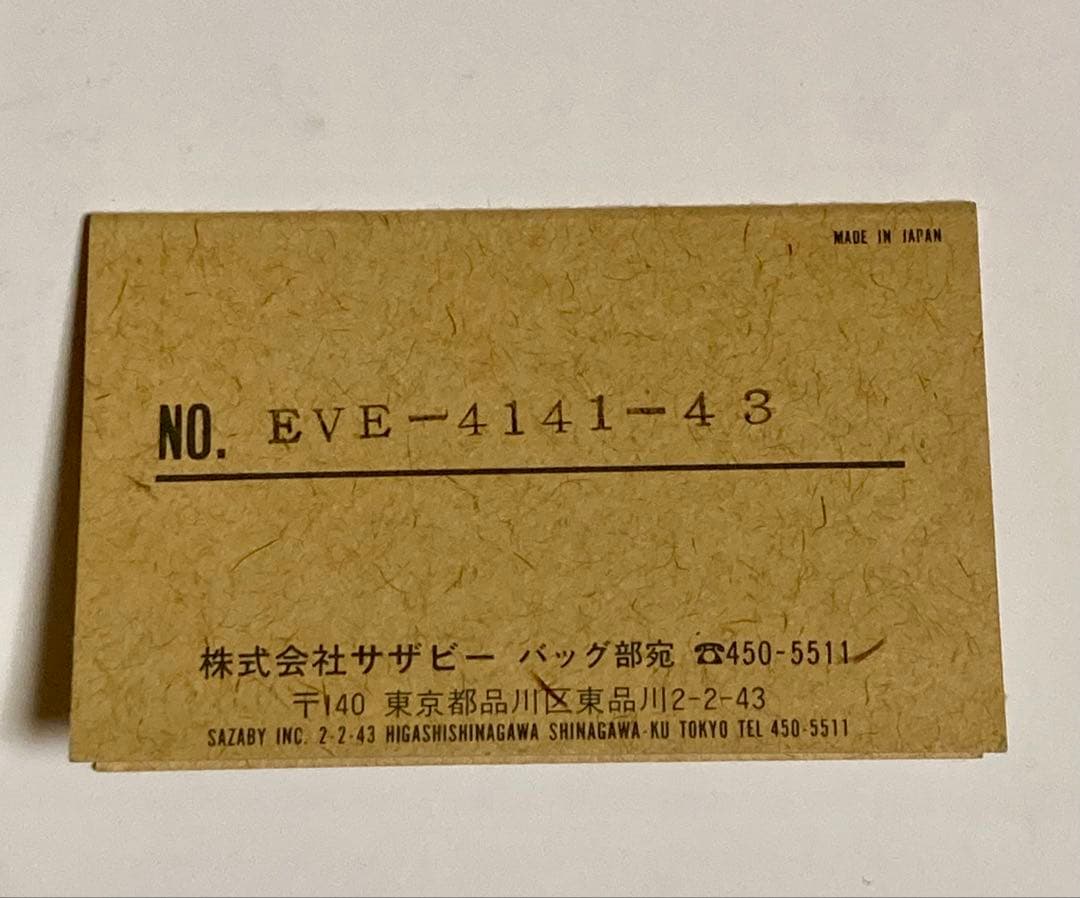 MADE IN JAPAN
NO. EVE-4141-43
株式会社サザビー バッグ部宛 ☎450-5511
〒140 東京都品川区東品川2-2-43
SAZABY INC. 2-2-43 HIGASHISHINAGAWA SHINAGAWA-KU TOKYO TEL 450-5511